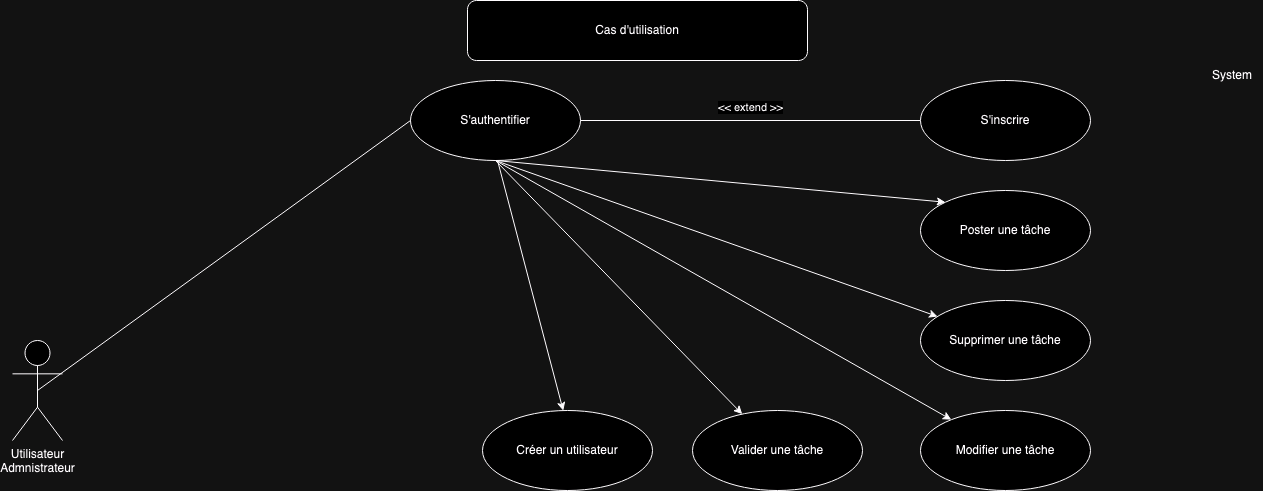 Cas d'utilisation
System
S'authentifier
<< extend >>
S'inscrire
Poster une tâche
Supprimer une tâche
Créer un utilisateur
Valider une tâche
Modifier une tâche
Utilisateur
Admnistrateur